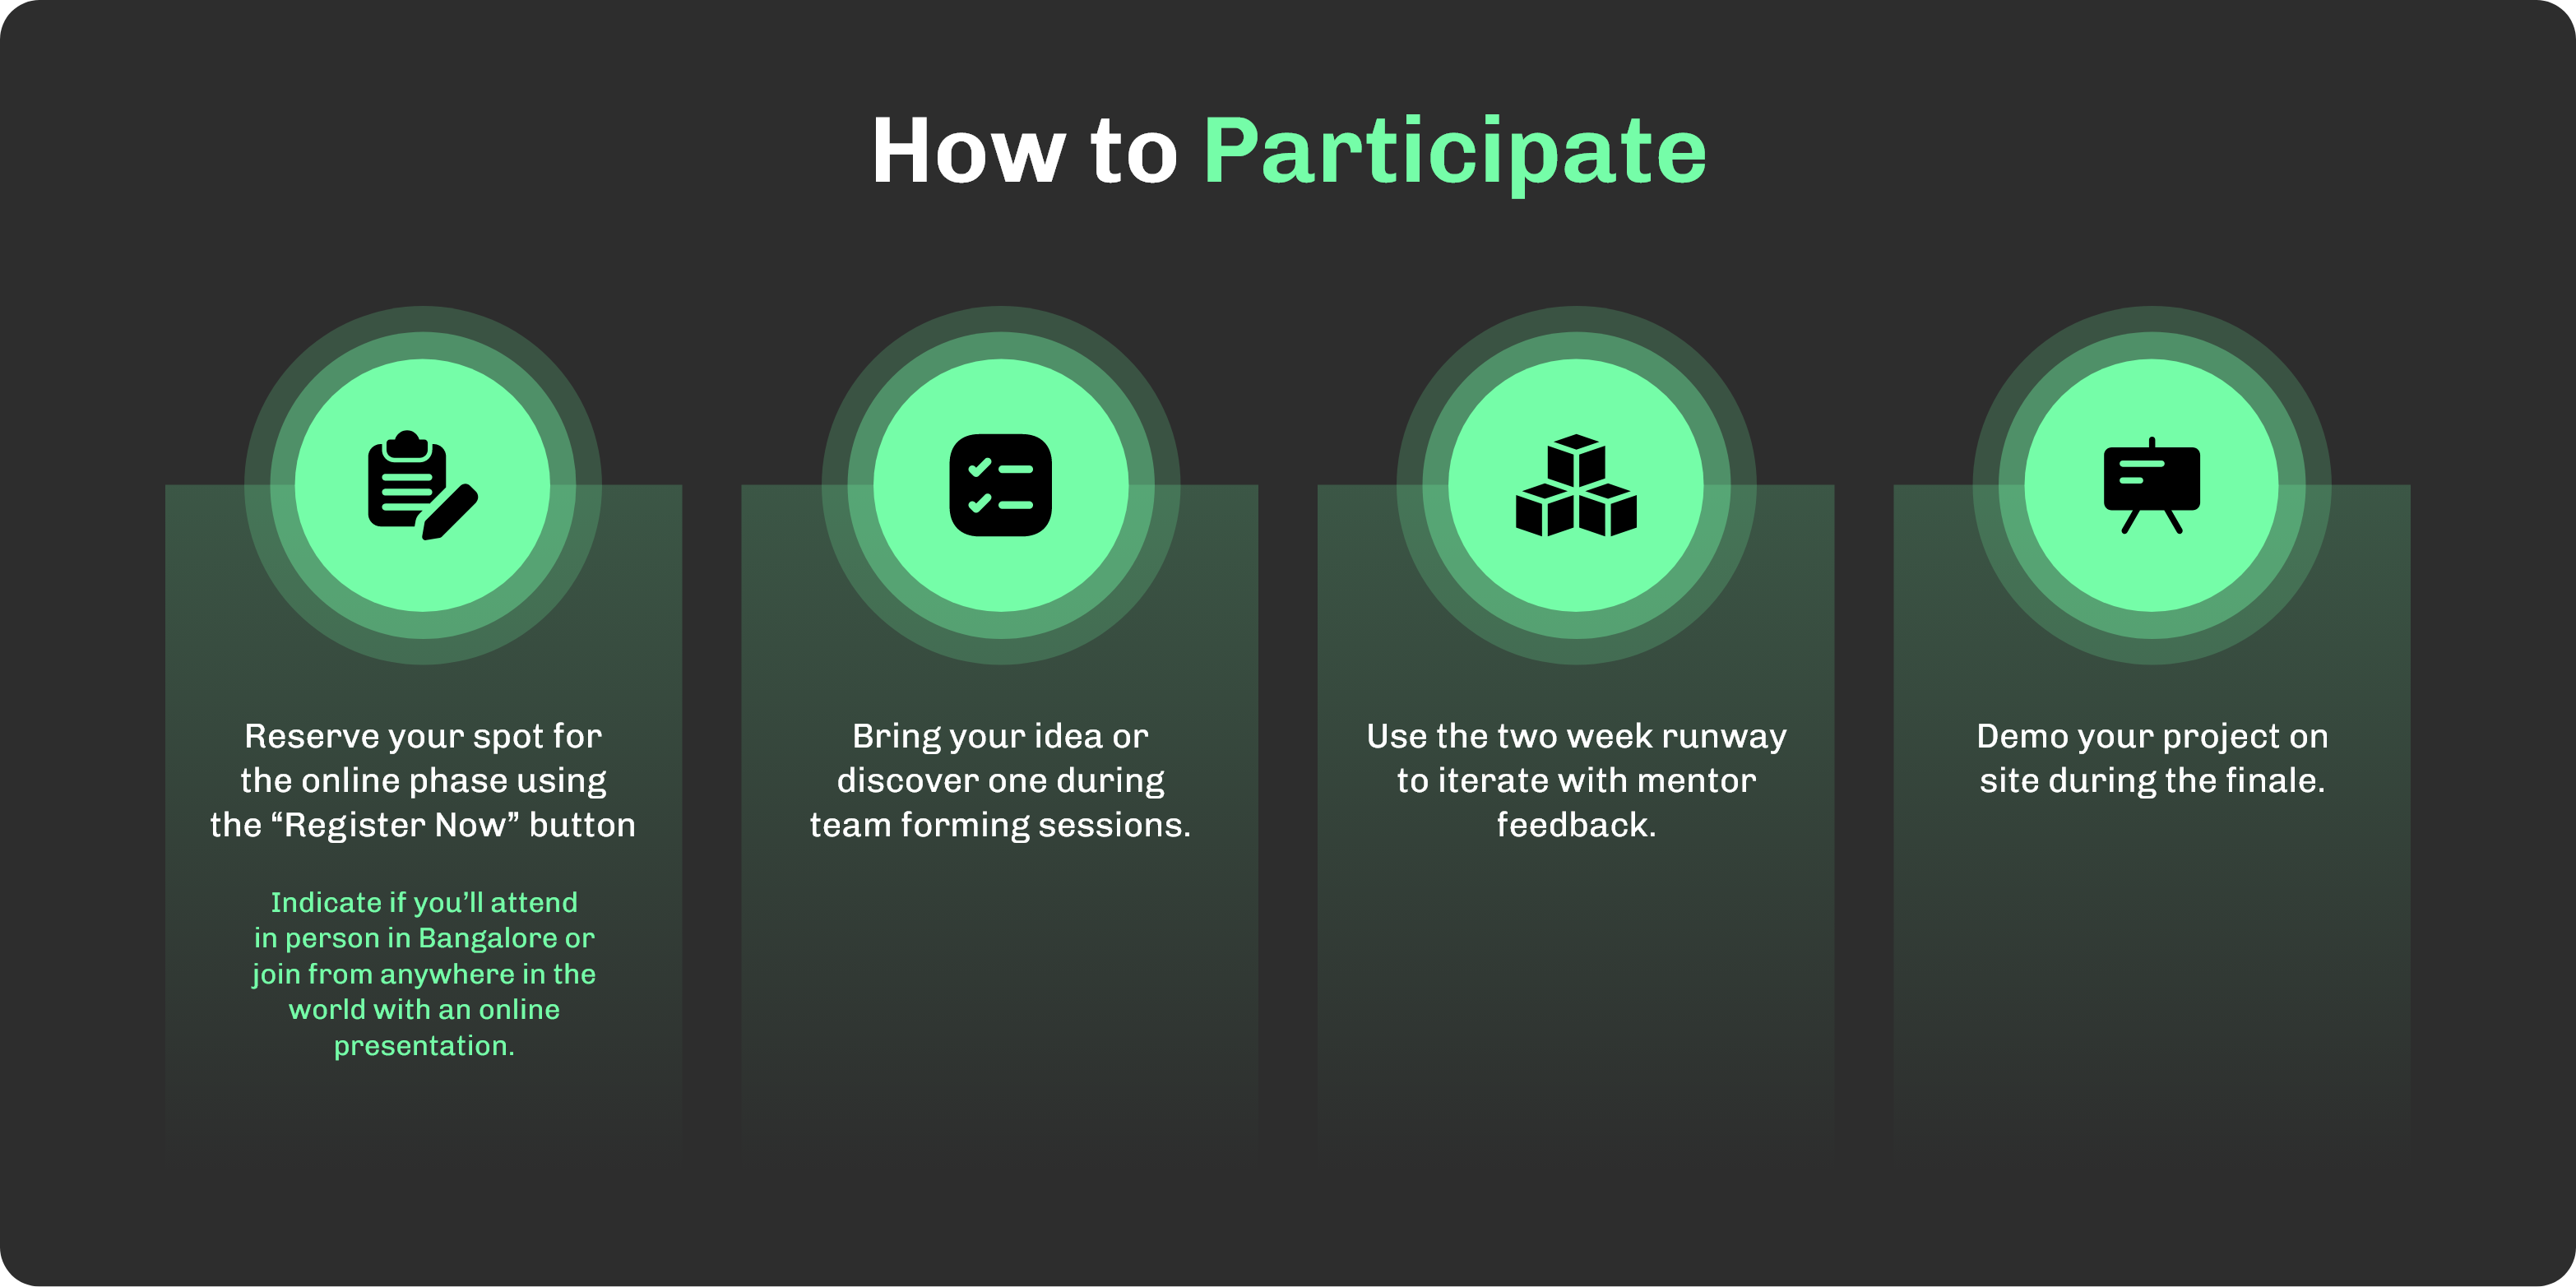 How to Participate
Reserve your spot for
the online phase using
the “Register Now” button
Indicate if you’ll attend
in person in Bangalore or
join from anywhere in the
world with an online
presentation.
Bring your idea or
discover one during
team forming sessions.
Use the two week runway
to iterate with mentor
feedback.
Demo your project on
site during the finale.